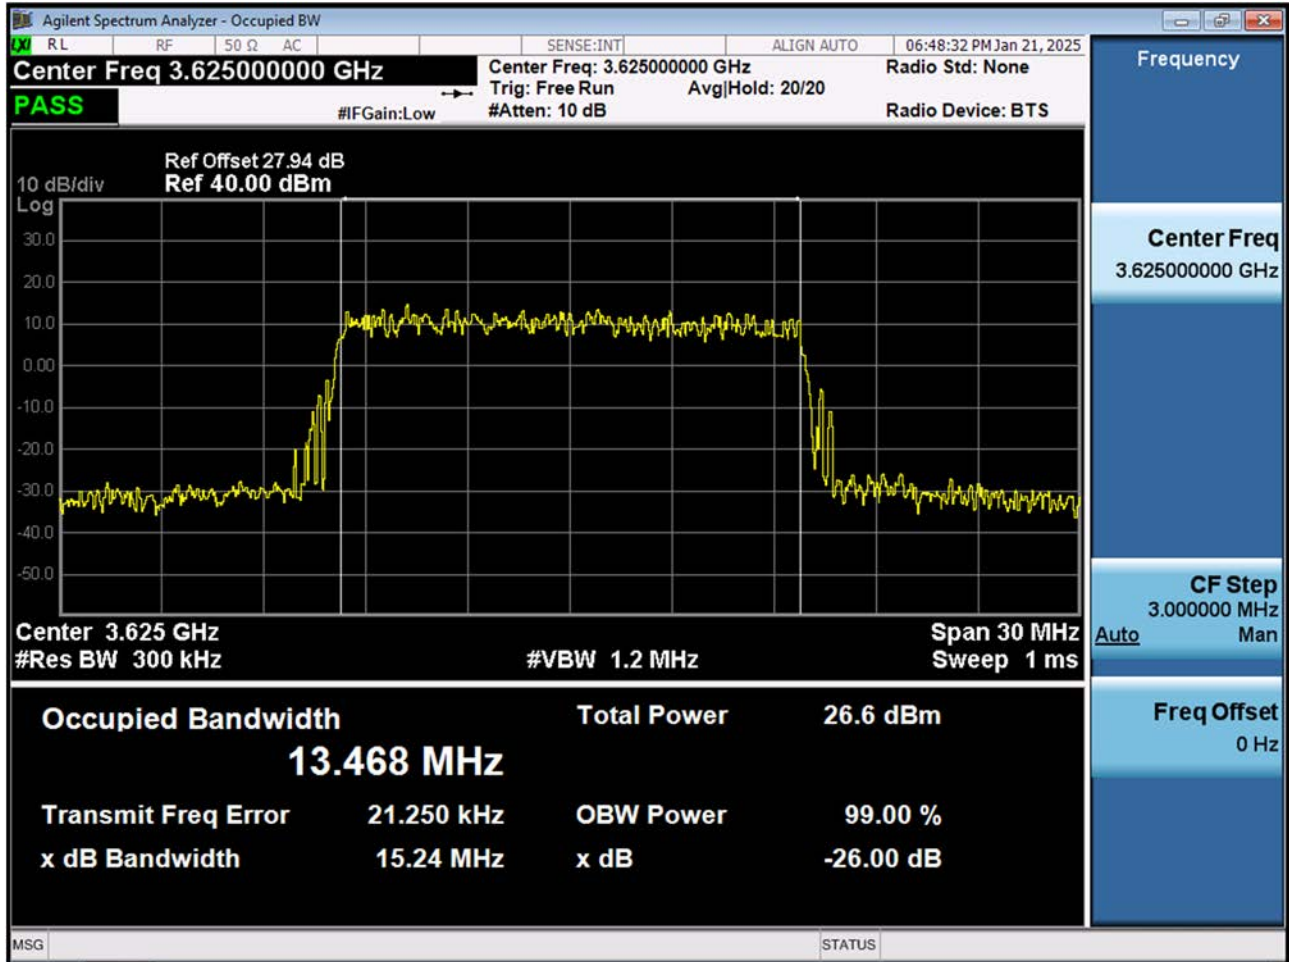 Agilent Spectrum Analyzer - Occupied BW
LXI RL RF 50 Ω AC SENSE:INT ALIGN AUTO 06:48:32 PM Jan 21, 2025
Center Freq 3.625000000 GHz
Center Freq: 3.625000000 GHz
Radio Std: None
Trig: Free Run Avg|Hold: 20/20
PASS
#IFGain:Low
#Atten: 10 dB
Radio Device: BTS
Ref Offset 27.94 dB
10 dB/div Ref 40.00 dBm
Log
30.0
20.0
10.0
0.00
-10.0
-20.0
-30.0
-40.0
-50.0
Center 3.625 GHz Span 30 MHz
#Res BW 300 kHz #VBW 1.2 MHz Sweep 1 ms
Occupied Bandwidth Total Power 26.6 dBm
13.468 MHz
Transmit Freq Error 21.250 kHz OBW Power 99.00 %
x dB Bandwidth 15.24 MHz x dB -26.00 dB
MSG STATUS
Frequency
Center Freq
3.625000000 GHz
CF Step
3.000000 MHz
Auto Man
Freq Offset
0 Hz